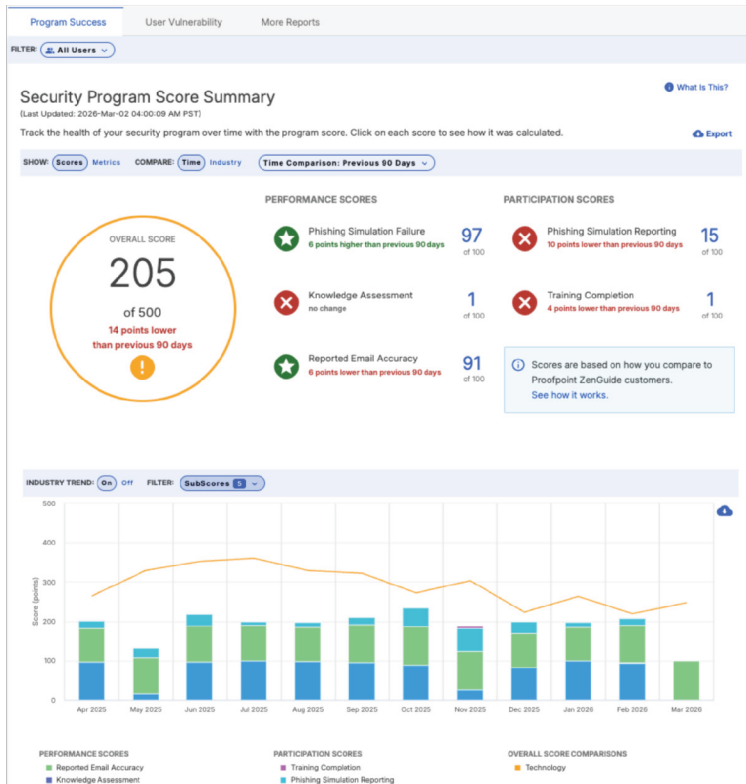 Program Success User Vulnerability More Reports
FILTER: All Users
What Is This?
Security Program Score Summary
(Last Updated: 2026-Mar-02 04:00:09 AM PST)
Track the health of your security program over time with the program score. Click on each score to see how it was calculated.
Export
SHOW: Scores Metrics COMPARE: Time Industry Time Comparison: Previous 90 Days
OVERALL SCORE
205
of 500
14 points lower
than previous 90 days
PERFORMANCE SCORES
Phishing Simulation Failure
6 points higher than previous 90 days
97
of 100
Knowledge Assessment
no change
1
of 100
Reported Email Accuracy
6 points lower than previous 90 days
91
of 100
PARTICIPATION SCORES
Phishing Simulation Reporting
10 points lower than previous 90 days
15
of 100
Training Completion
4 points lower than previous 90 days
1
of 100
Scores are based on how you compare to
Proofpoint ZenGuide customers.
See how it works.
INDUSTRY TREND: On Off FILTER: SubScores 5
500
400
300
200
100
0
Score (points)
Apr 2025 May 2025 Jun 2025 Jul 2025 Aug 2025 Sep 2025 Oct 2025 Nov 2025 Dec 2025 Jan 2026 Feb 2026 Mar 2026
PERFORMANCE SCORES
Reported Email Accuracy
Knowledge Assessment
PARTICIPATION SCORES
Training Completion
Phishing Simulation Reporting
OVERALL SCORE COMPARISONS
Technology